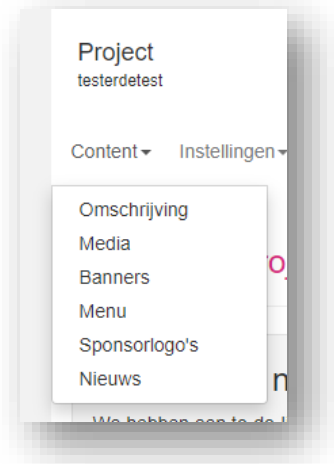 Project
testerdetest
Content Instellingen
Omschrijving
Media
Banners
Menu
Sponsorlogo's
Nieuws